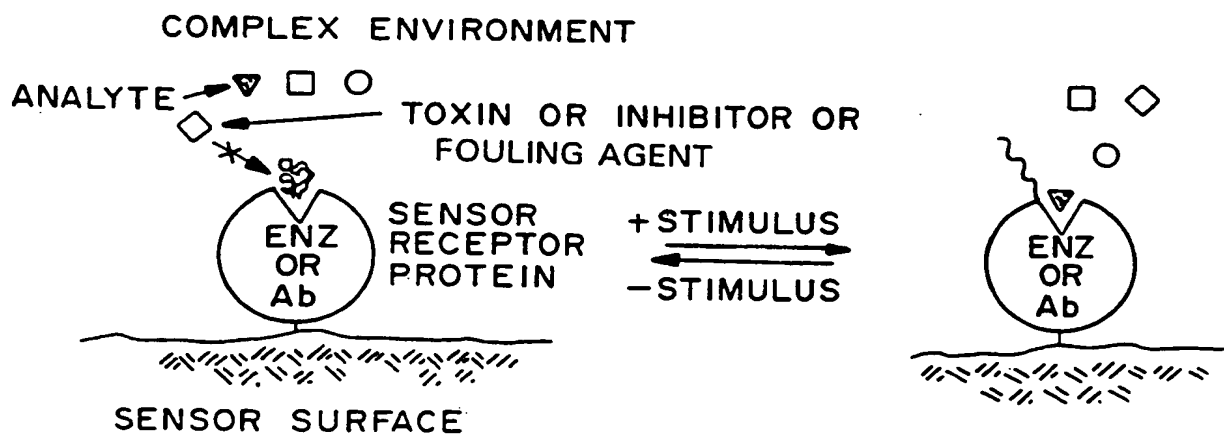 COMPLEX ENVIRONMENT
ANALYTE
TOXIN OR INHIBITOR OR
FOULING AGENT
ENZ
OR
Ab
SENSOR
RECEPTOR
PROTEIN
+STIMULUS
−STIMULUS
ENZ
OR
Ab
SENSOR SURFACE